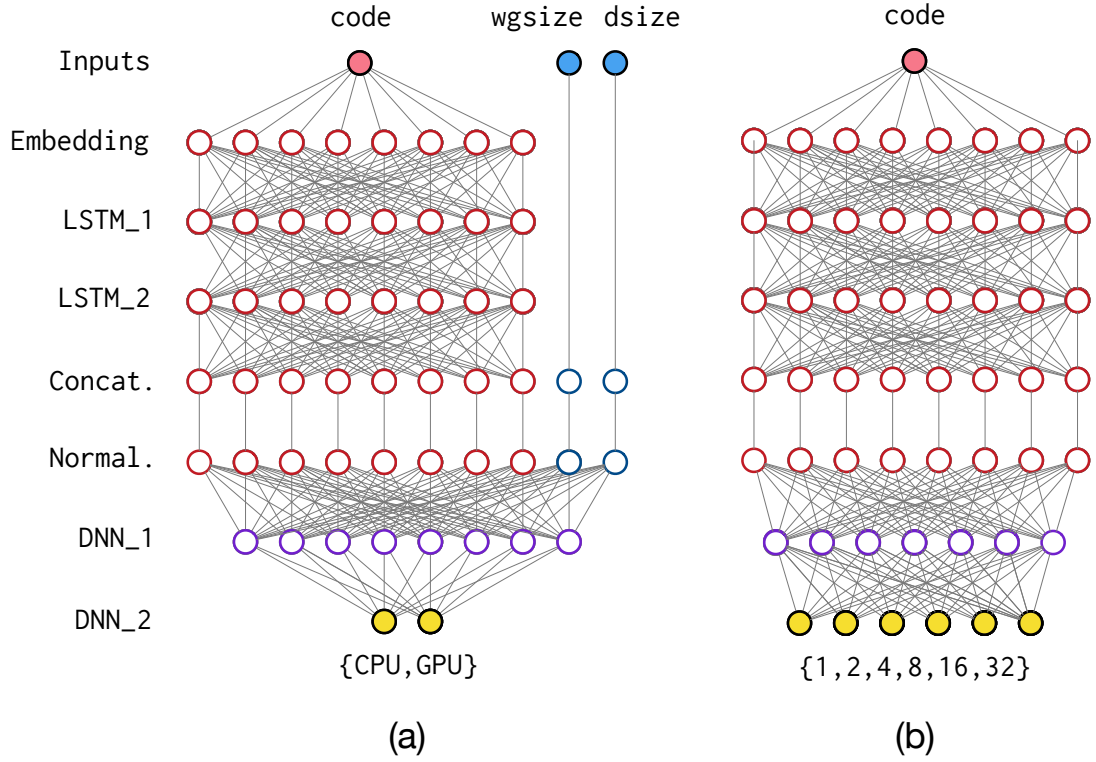 code wgsize dsize code
Inputs
Embedding
LSTM_1
LSTM_2
Concat.
Normal.
DNN_1
DNN_2
{CPU,GPU} {1,2,4,8,16,32}
(a) (b)